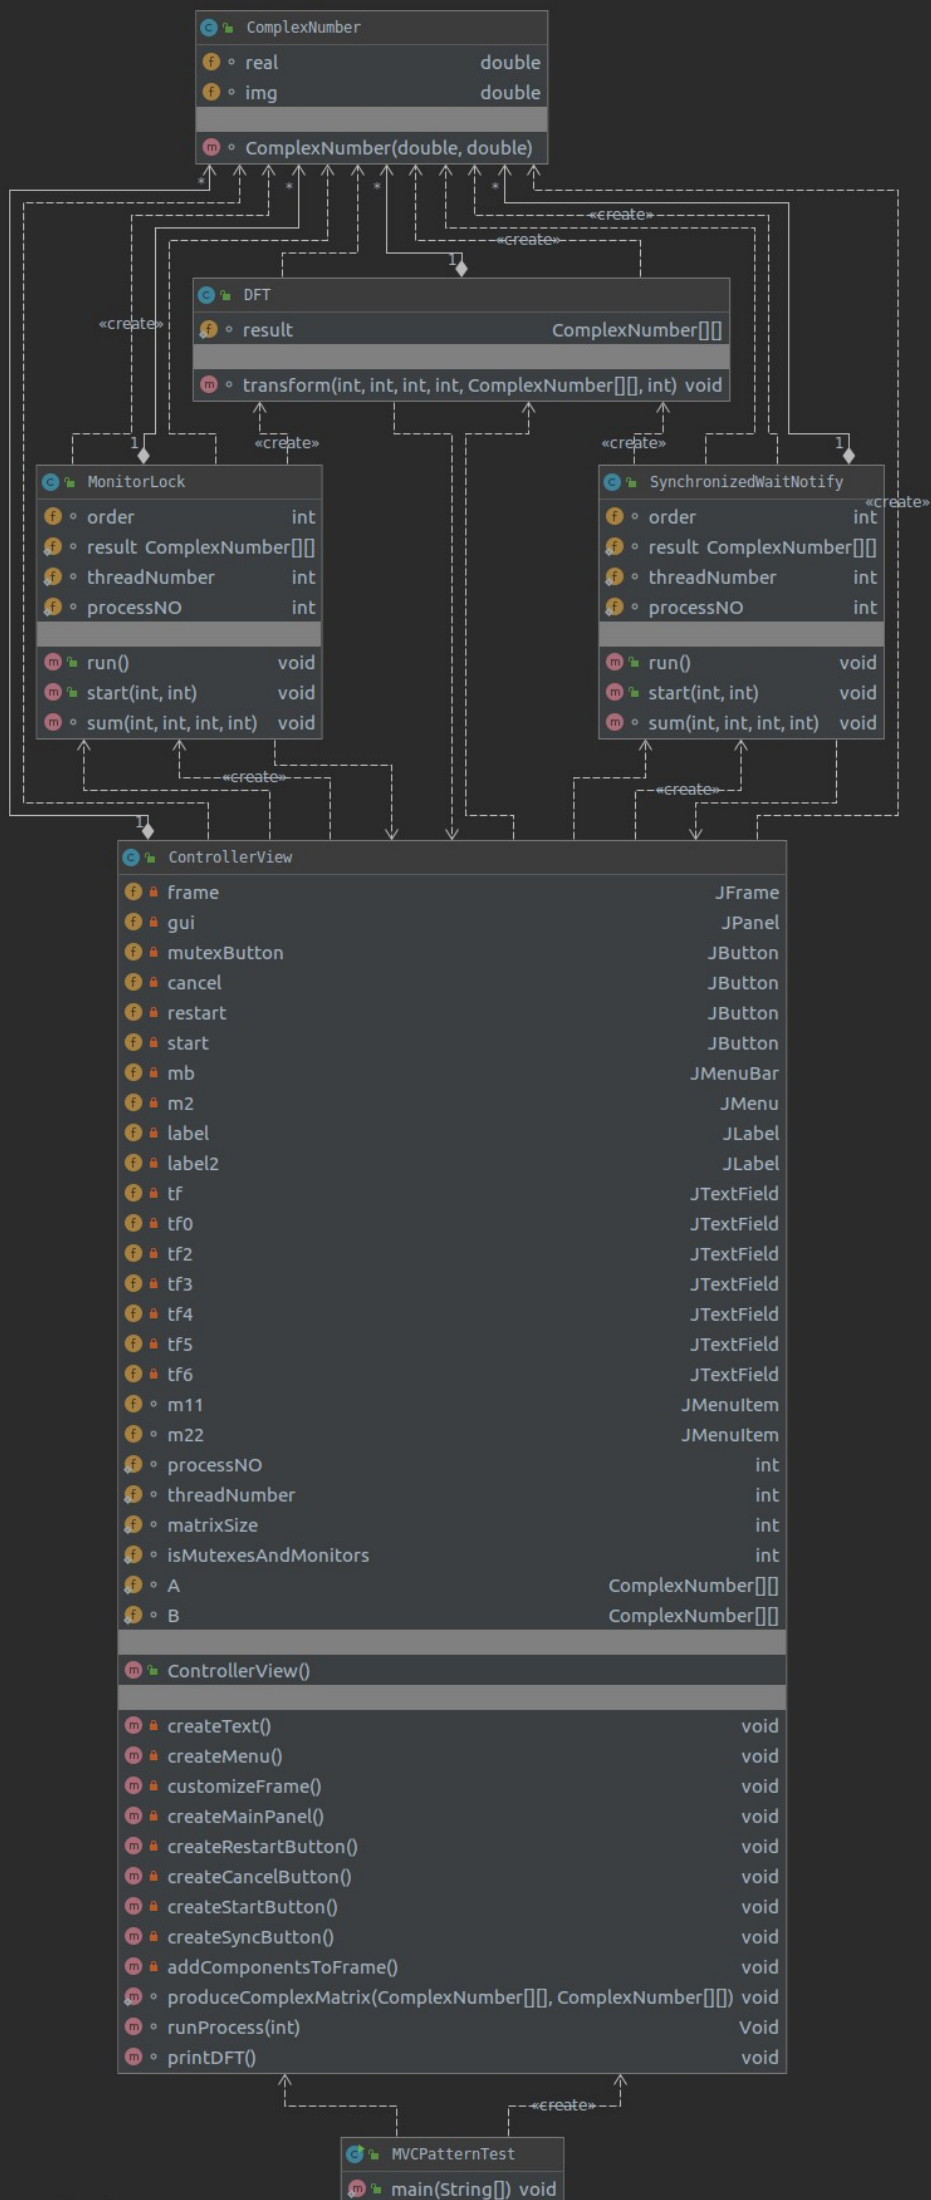 ComplexNumber
real double
img double
ComplexNumber(double, double)
* * * *
«create»
«create»
1
DFT
«create»
result ComplexNumber[][]
transform(int, int, int, int, ComplexNumber[][], int) void
1 «create» «create» 1
MonitorLock
order int
result ComplexNumber[][]
threadNumber int
processNO int
run() void
start(int, int) void
sum(int, int, int, int) void
SynchronizedWaitNotify
«create»
order int
result ComplexNumber[][]
threadNumber int
processNO int
run() void
start(int, int) void
sum(int, int, int, int) void
«create»
«create»
1
ControllerView
frame JFrame
gui JPanel
mutexButton JButton
cancel JButton
restart JButton
start JButton
mb JMenuBar
m2 JMenu
label JLabel
label2 JLabel
tf JTextField
tf0 JTextField
tf2 JTextField
tf3 JTextField
tf4 JTextField
tf5 JTextField
tf6 JTextField
m11 JMenuItem
m22 JMenuItem
processNO int
threadNumber int
matrixSize int
isMutexesAndMonitors int
A ComplexNumber[][]
B ComplexNumber[][]
ControllerView()
createText() void
createMenu() void
customizeFrame() void
createMainPanel() void
createRestartButton() void
createCancelButton() void
createStartButton() void
createSyncButton() void
addComponentsToFrame() void
produceComplexMatrix(ComplexNumber[][], ComplexNumber[][]) void
runProcess(int) Void
printDFT() void
«create»
MVCPatternTest
main(String[]) void